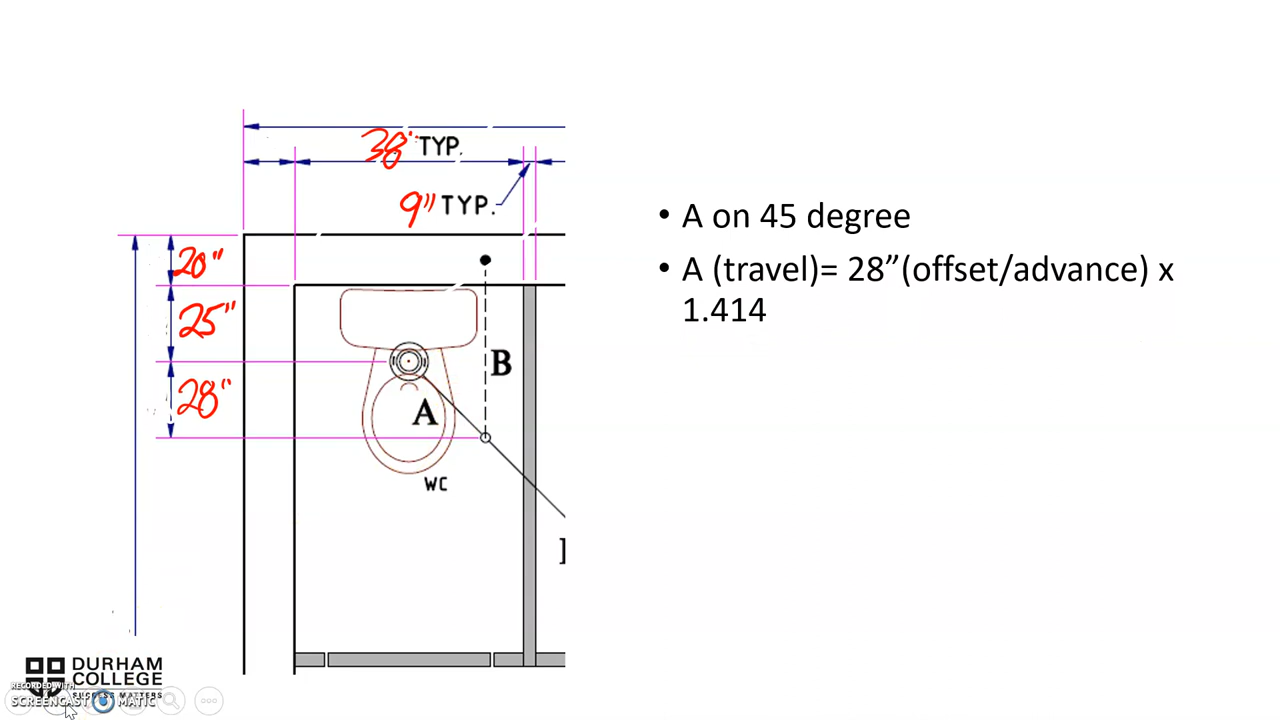 38" TYP.
9" TYP.
20"
25"
28"
B
A
WC
• A on 45 degree
• A (travel)= 28”(offset/advance) x
1.414
DURHAM
COLLEGE
SUCCESS MATTERS
RECORDED WITH
SCREENCAST MATIC